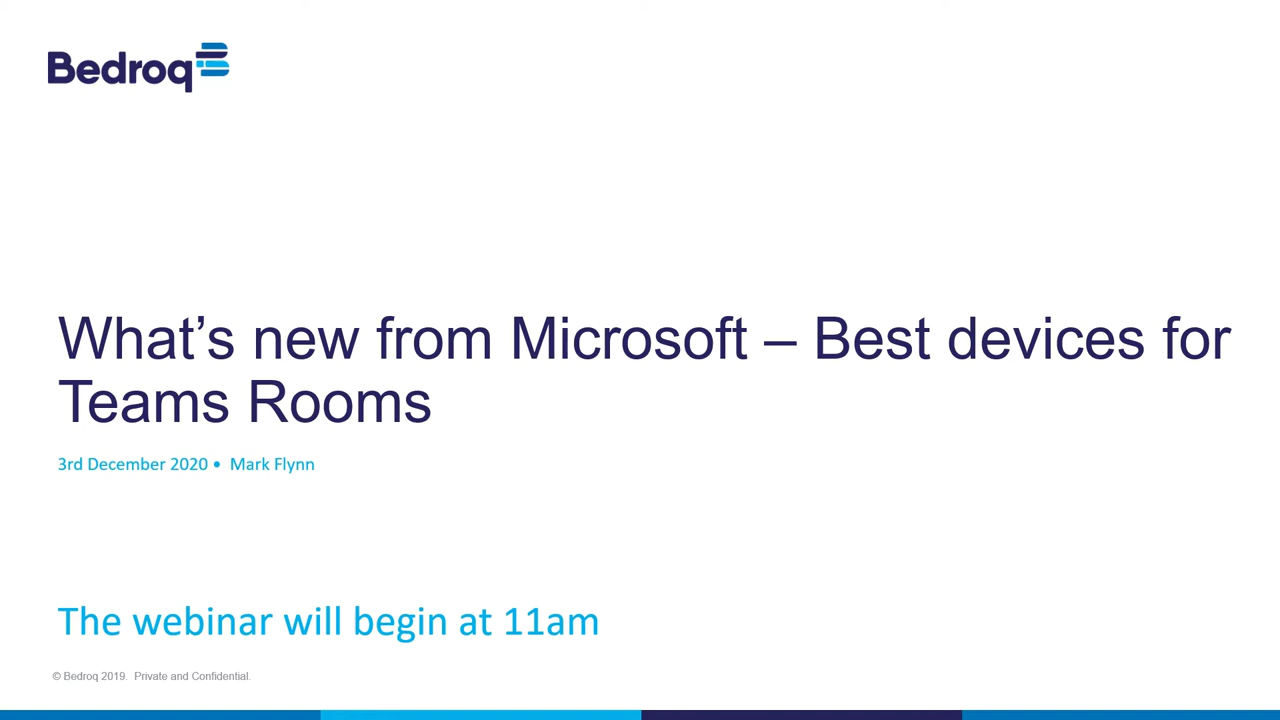 Bedroq
What’s new from Microsoft – Best devices for
Teams Rooms
3rd December 2020 • Mark Flynn
The webinar will begin at 11am
© Bedroq 2019. Private and Confidential.